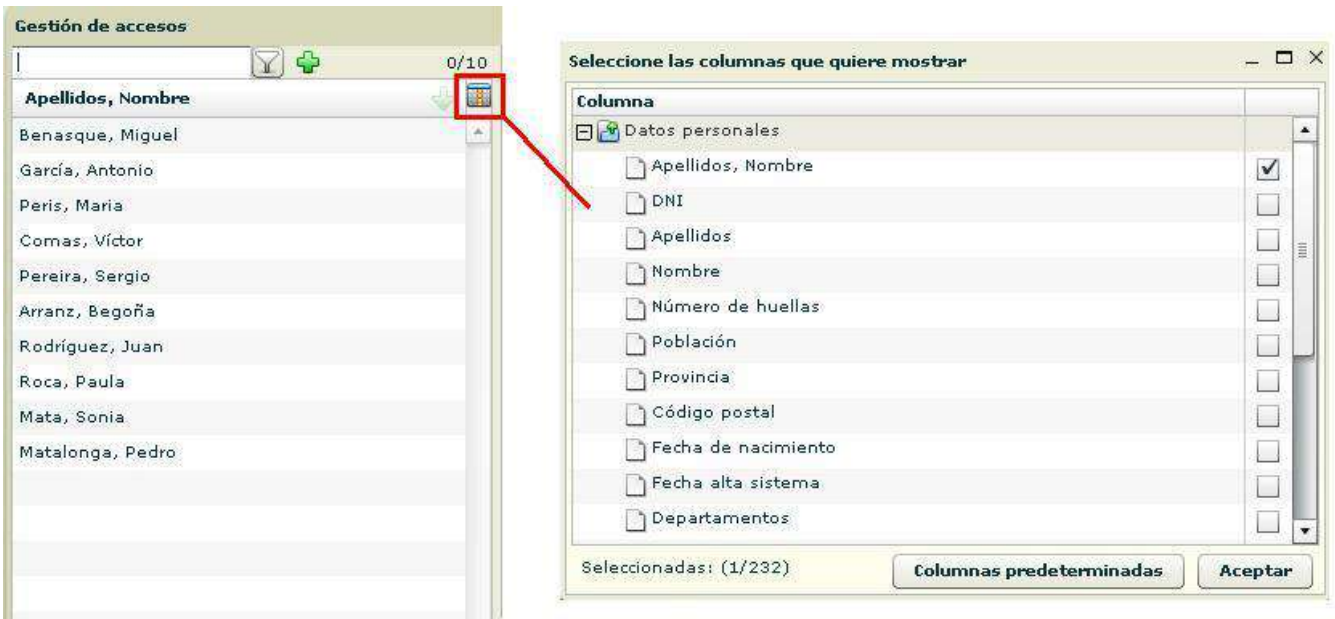 Gestión de accesos
0/10
Apellidos, Nombre
Benasque, Miguel
García, Antonio
Peris, Maria
Comas, Víctor
Pereira, Sergio
Arranz, Begoña
Rodríguez, Juan
Roca, Paula
Mata, Sonia
Matalonga, Pedro
Seleccione las columnas que quiere mostrar
Columna
Datos personales
Apellidos, Nombre
DNI
Apellidos
Nombre
Número de huellas
Población
Provincia
Código postal
Fecha de nacimiento
Fecha alta sistema
Departamentos
Seleccionadas: (1/232)
Columnas predeterminadas
Aceptar